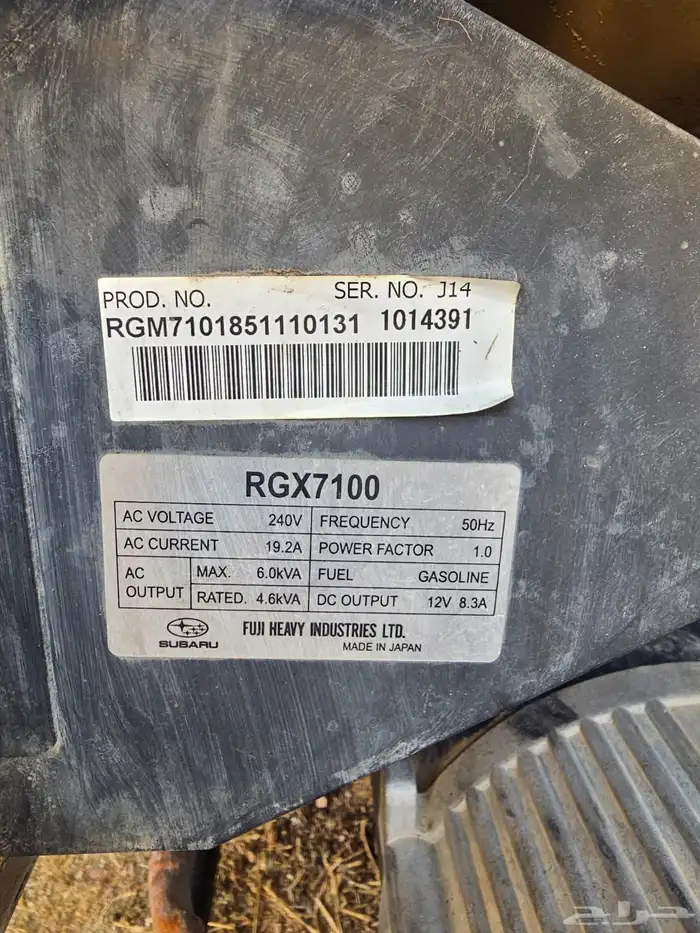 PROD. NO. SER. NO. J14
RGM7101851110131 1014391
RGX7100
AC VOLTAGE 240V FREQUENCY 50Hz
AC CURRENT 19.2A POWER FACTOR 1.0
AC OUTPUT MAX. 6.0kVA FUEL GASOLINE
RATED. 4.6kVA DC OUTPUT 12V 8.3A
SUBARU FUJI HEAVY INDUSTRIES LTD.
MADE IN JAPAN
حراج